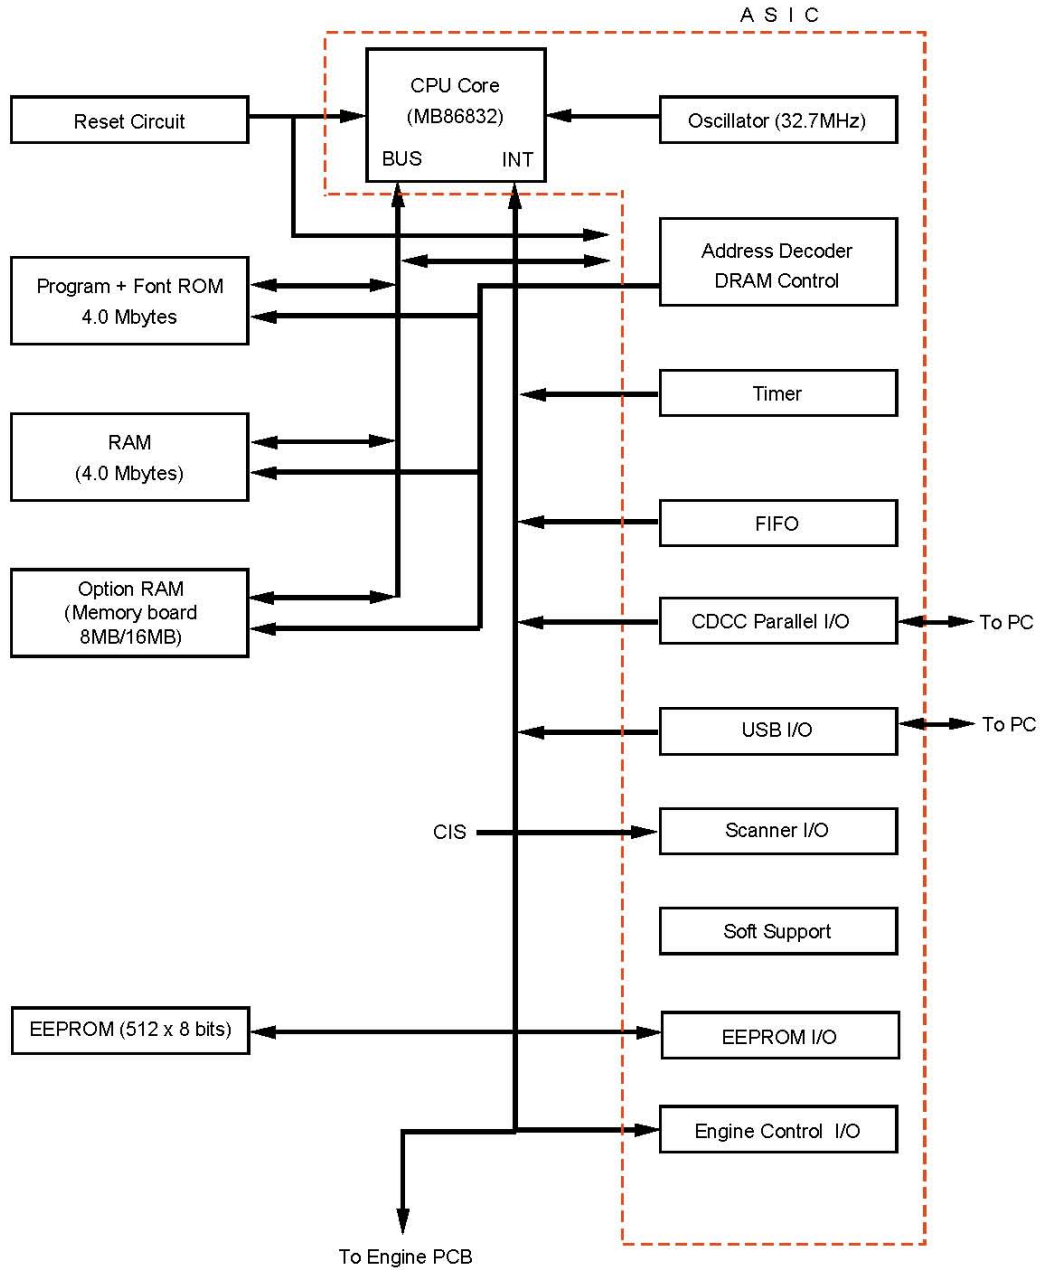 A S I C
CPU Core
(MB86832)
BUS INT
Reset Circuit
Oscillator (32.7MHz)
Address Decoder
DRAM Control
Program + Font ROM
4.0 Mbytes
Timer
RAM
(4.0 Mbytes)
FIFO
Option RAM
(Memory board
8MB/16MB)
CDCC Parallel I/O
To PC
USB I/O
To PC
CIS
Scanner I/O
Soft Support
EEPROM (512 x 8 bits)
EEPROM I/O
Engine Control I/O
To Engine PCB